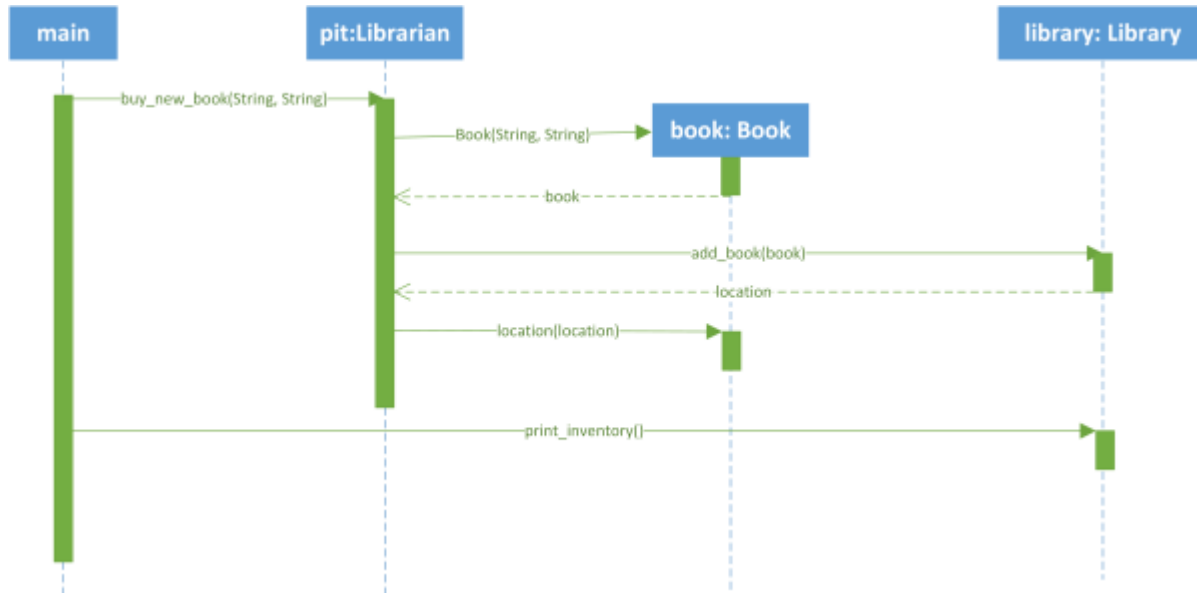 main
pit:Librarian
library: Library
buy_new_book(String, String)
Book(String, String)
book: Book
book
add_book(book)
location
location(location)
print_inventory()